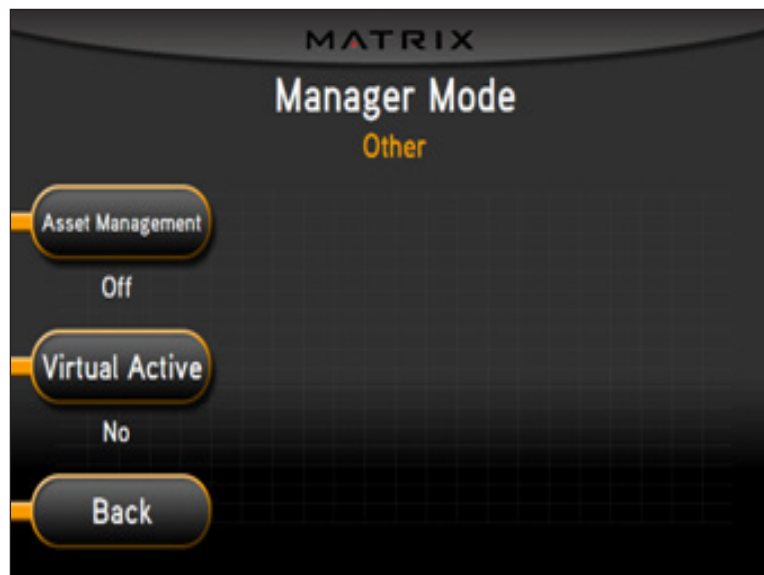 MATRIX
Manager Mode
Other
Asset Management
Off
Virtual Active
No
Back